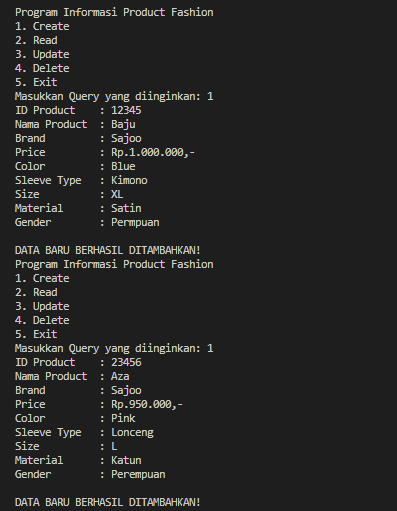 Program Informasi Product Fashion
1. Create
2. Read
3. Update
4. Delete
5. Exit
Masukkan Query yang diinginkan: 1
ID Product : 12345
Nama Product : Baju
Brand : Sajoo
Price : Rp.1.000.000,-
Color : Blue
Sleeve Type : Kimono
Size : XL
Material : Satin
Gender : Permpuan
DATA BARU BERHASIL DITAMBAHKAN!
Program Informasi Product Fashion
1. Create
2. Read
3. Update
4. Delete
5. Exit
Masukkan Query yang diinginkan: 1
ID Product : 23456
Nama Product : Aza
Brand : Sajoo
Price : Rp.950.000,-
Color : Pink
Sleeve Type : Lonceng
Size : L
Material : Katun
Gender : Perempuan
DATA BARU BERHASIL DITAMBAHKAN!